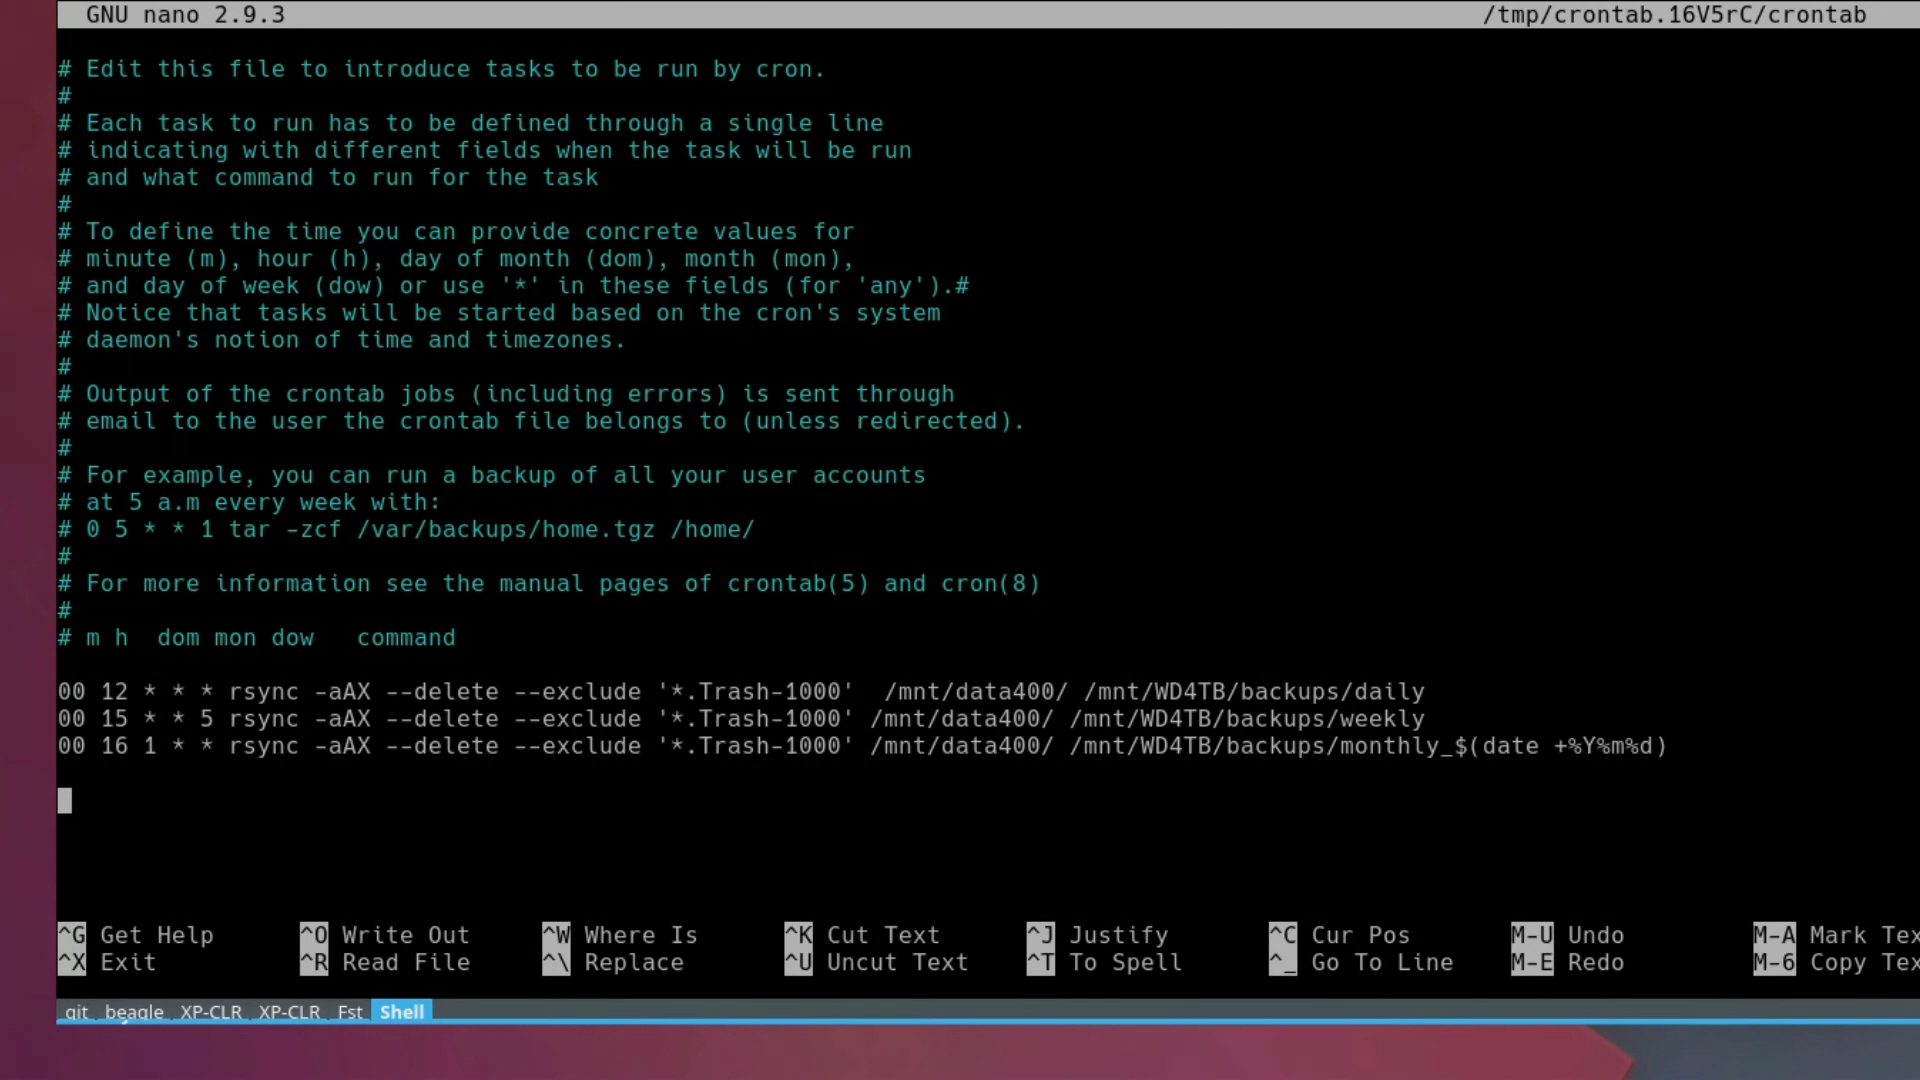 GNU nano 2.9.3 /tmp/crontab.16V5rC/crontab
# Edit this file to introduce tasks to be run by cron.
#
# Each task to run has to be defined through a single line
# indicating with different fields when the task will be run
# and what command to run for the task
#
# To define the time you can provide concrete values for
# minute (m), hour (h), day of month (dom), month (mon),
# and day of week (dow) or use '*' in these fields (for 'any').#
# Notice that tasks will be started based on the cron's system
# daemon's notion of time and timezones.
#
# Output of the crontab jobs (including errors) is sent through
# email to the user the crontab file belongs to (unless redirected).
#
# For example, you can run a backup of all your user accounts
# at 5 a.m every week with:
# 0 5 * * 1 tar -zcf /var/backups/home.tgz /home/
#
# For more information see the manual pages of crontab(5) and cron(8)
#
# m h  dom mon dow   command
00 12 * * * rsync -aAX --delete --exclude '*.Trash-1000'  /mnt/data400/ /mnt/WD4TB/backups/daily
00 15 * * 5 rsync -aAX --delete --exclude '*.Trash-1000' /mnt/data400/ /mnt/WD4TB/backups/weekly
00 16 1 * * rsync -aAX --delete --exclude '*.Trash-1000' /mnt/data400/ /mnt/WD4TB/backups/monthly_$(date +%Y%m%d)
^G Get Help ^O Write Out ^W Where Is ^K Cut Text ^J Justify ^C Cur Pos M-U Undo M-A Mark Tex
^X Exit ^R Read File ^\ Replace ^U Uncut Text ^T To Spell ^_ Go To Line M-E Redo M-6 Copy Tex
git beagle XP-CLR XP-CLR Fst Shell